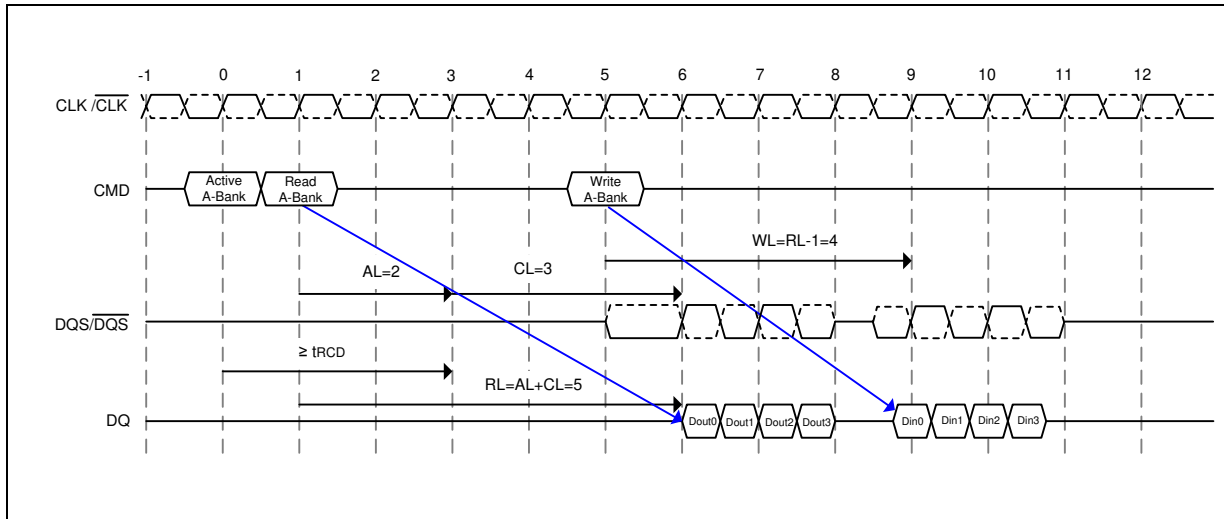 -1 0 1 2 3 4 5 6 7 8 9 10 11 12
CLK /CLK
CMD
Active
A-Bank
Read
A-Bank
Write
A-Bank
WL=RL-1=4
AL=2
CL=3
DQS/DQS
≥ tRCD
RL=AL+CL=5
DQ
Dout0 Dout1 Dout2 Dout3
Din0 Din1 Din2 Din3